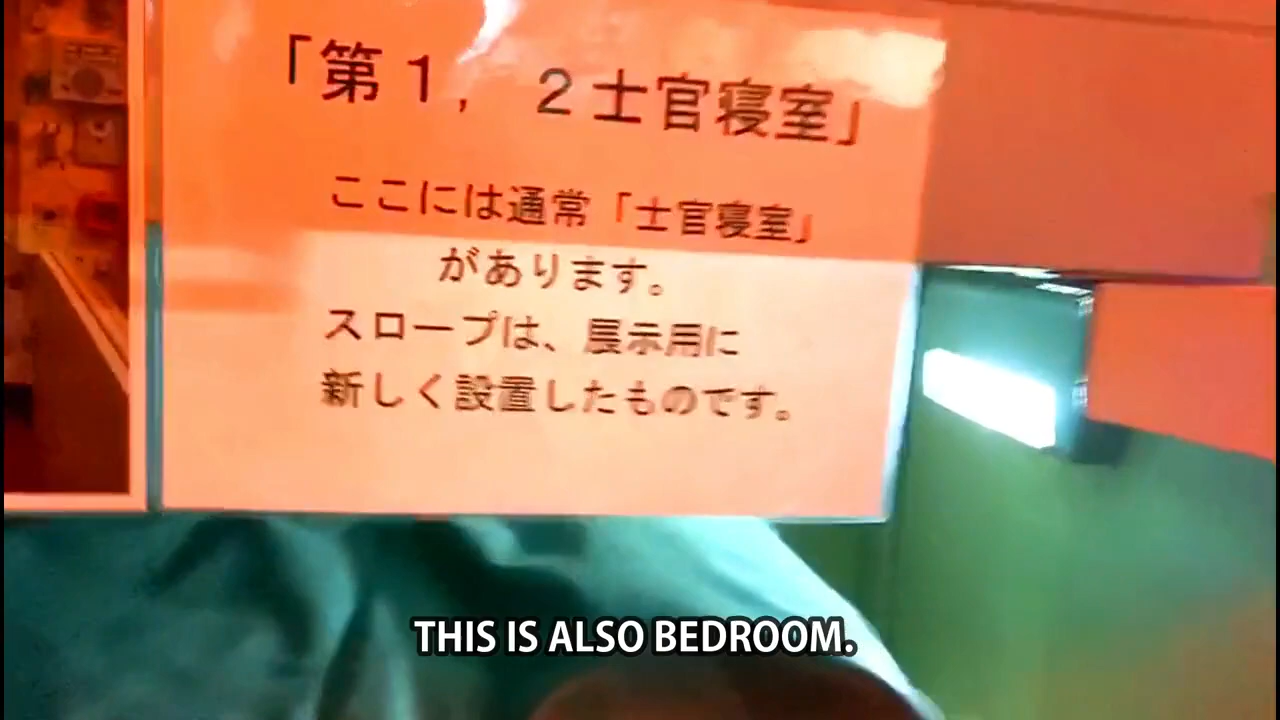 「第１，２士官寝室」
ここには通常「士官寝室」
があります。
スロープは、展示用に
新しく設置したものです。
THIS IS ALSO BEDROOM.